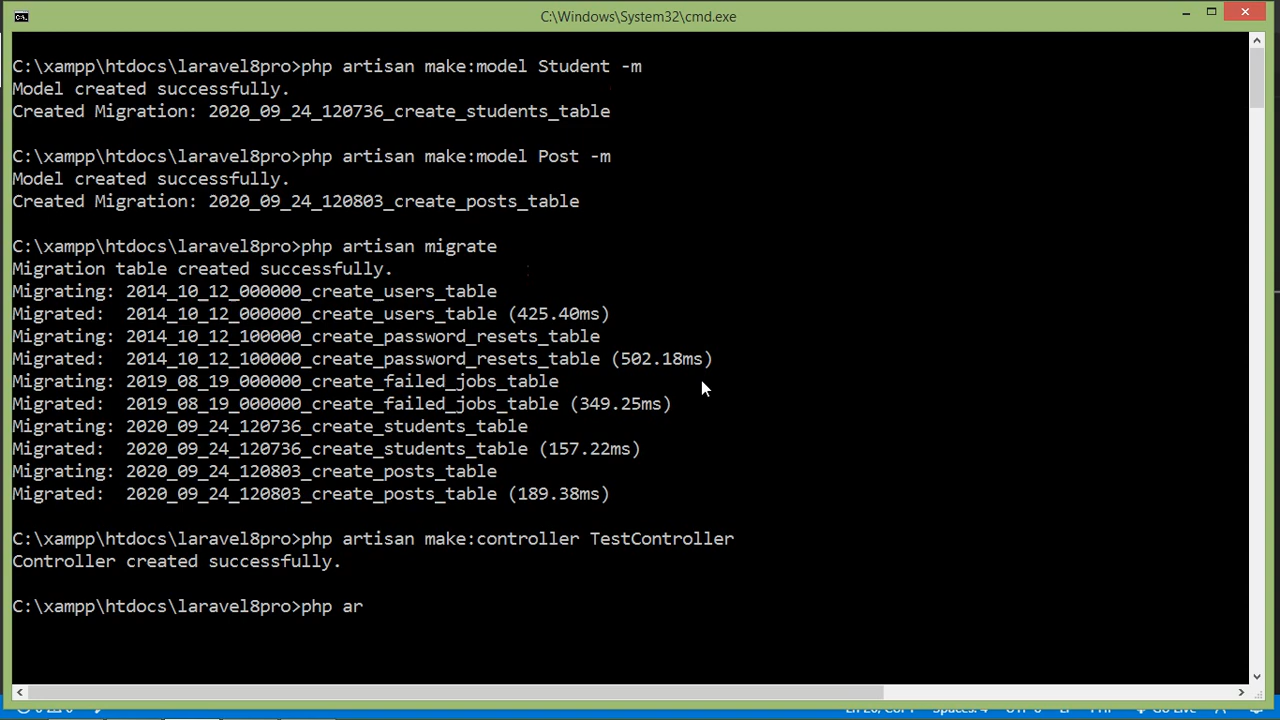 C:\Windows\System32\cmd.exe
C:\xampp\htdocs\laravel8pro>php artisan make:model Student -m
Model created successfully.
Created Migration: 2020_09_24_120736_create_students_table
C:\xampp\htdocs\laravel8pro>php artisan make:model Post -m
Model created successfully.
Created Migration: 2020_09_24_120803_create_posts_table
C:\xampp\htdocs\laravel8pro>php artisan migrate
Migration table created successfully.
Migrating: 2014_10_12_000000_create_users_table
Migrated:  2014_10_12_000000_create_users_table (425.40ms)
Migrating: 2014_10_12_100000_create_password_resets_table
Migrated:  2014_10_12_100000_create_password_resets_table (502.18ms)
Migrating: 2019_08_19_000000_create_failed_jobs_table
Migrated:  2019_08_19_000000_create_failed_jobs_table (349.25ms)
Migrating: 2020_09_24_120736_create_students_table
Migrated:  2020_09_24_120736_create_students_table (157.22ms)
Migrating: 2020_09_24_120803_create_posts_table
Migrated:  2020_09_24_120803_create_posts_table (189.38ms)
C:\xampp\htdocs\laravel8pro>php artisan make:controller TestController
Controller created successfully.
C:\xampp\htdocs\laravel8pro>php ar